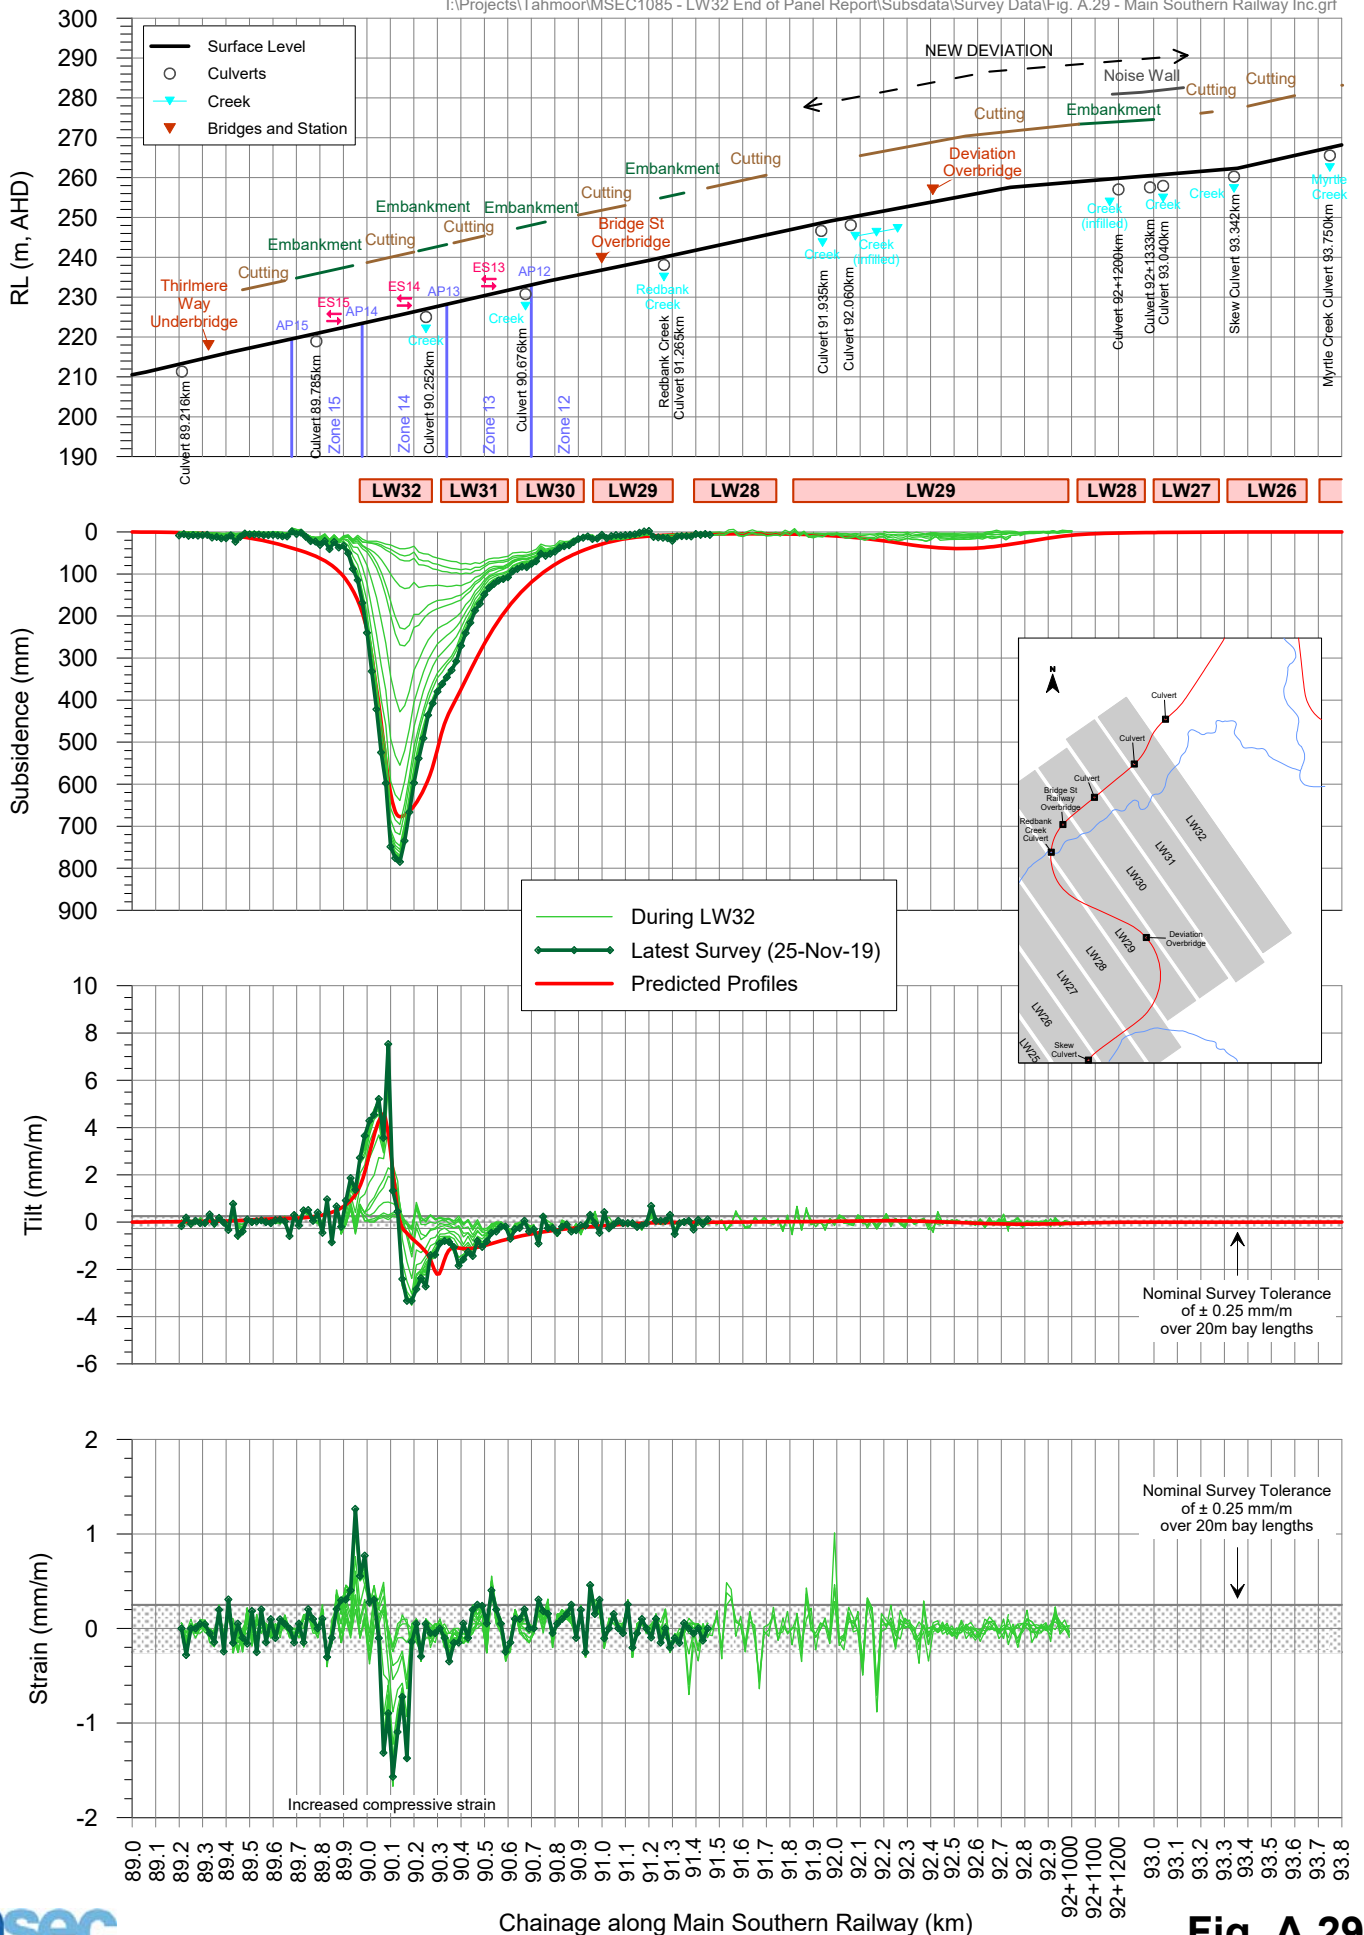 I:\Projects\Tahmoor\MSEC1085 - LW32 End of Panel Report\Subsdata\Survey Data\Fig. A.29 - Main Southern Railway Inc.grf
300
290
280
270
260
250
240
230
220
210
200
190
RL (m, AHD)
Surface Level
Culverts
Creek
Bridges and Station
NEW DEVIATION
Noise Wall
Cutting
Cutting
Cutting
Embankment
Deviation
Overbridge
Cutting
Embankment
Cutting
Bridge St
Overbridge
Embankment
Embankment
Cutting
Cutting
Embankment
Cutting
Thirlmere
Way
Underbridge
ES15
ES14
ES13
AP15
AP14
AP13
AP12
Zone 15
Zone 14
Zone 13
Zone 12
Creek
Creek
Redbank
Creek
Creek
Creek
(infilled)
Creek
(infilled)
Creek
Creek
Myrtle
Creek
Culvert 89.216km
Culvert 89.785km
Culvert 90.252km
Culvert 90.676km
Redbank Creek
Culvert 91.265km
Culvert 91.935km
Culvert 92.060km
Culvert 92+1200km
Culvert 92+1333km
Culvert 93.040km
Skew Culvert 93.342km
Myrtle Creek Culvert 93.750km
LW32
LW31
LW30
LW29
LW28
LW29
LW28
LW27
LW26
0
100
200
300
400
500
600
700
800
900
Subsidence (mm)
N
Culvert
Culvert
Culvert
Bridge St
Railway
Overbridge
Redbank
Creek
Culvert
LW32
LW31
LW30
LW29
LW28
LW27
LW26
LW25
Deviation
Overbridge
Skew
Culvert
During LW32
Latest Survey (25-Nov-19)
Predicted Profiles
10
8
6
4
2
0
-2
-4
-6
Tilt (mm/m)
Nominal Survey Tolerance
of ± 0.25 mm/m
over 20m bay lengths
2
1
0
-1
-2
Strain (mm/m)
Nominal Survey Tolerance
of ± 0.25 mm/m
over 20m bay lengths
Increased compressive strain
89.0
89.1
89.2
89.3
89.4
89.5
89.6
89.7
89.8
89.9
90.0
90.1
90.2
90.3
90.4
90.5
90.6
90.7
90.8
90.9
91.0
91.1
91.2
91.3
91.4
91.5
91.6
91.7
91.8
91.9
92.0
92.1
92.2
92.3
92.4
92.5
92.6
92.7
92.8
92.9
92+1000
92+1100
92+1200
93.0
93.1
93.2
93.3
93.4
93.5
93.6
93.7
93.8
Chainage along Main Southern Railway (km)
Fig. A.29